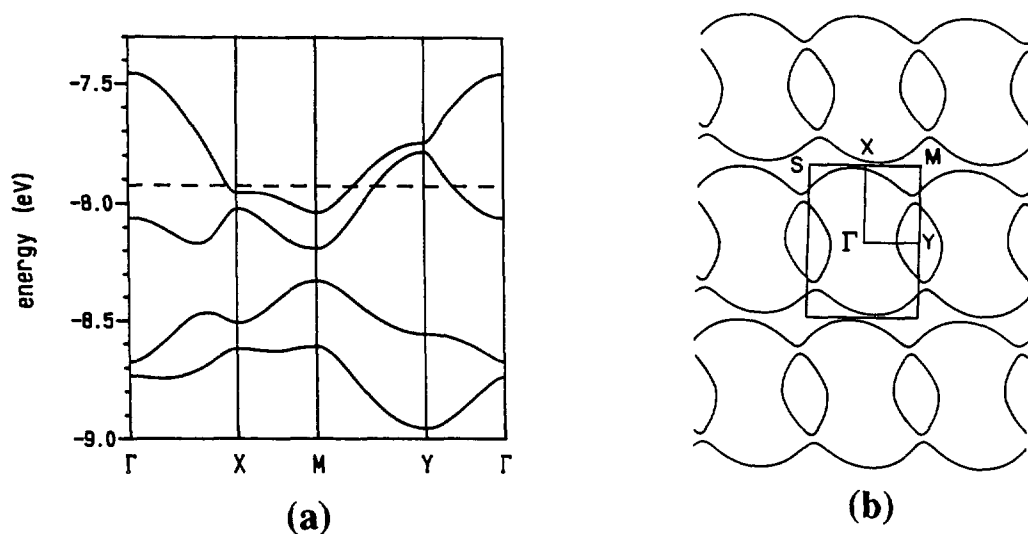 energy (eV)
-7.5
-8.0
-8.5
-9.0
Γ X M Y Γ
(a)
S X M
Γ Y
(b)